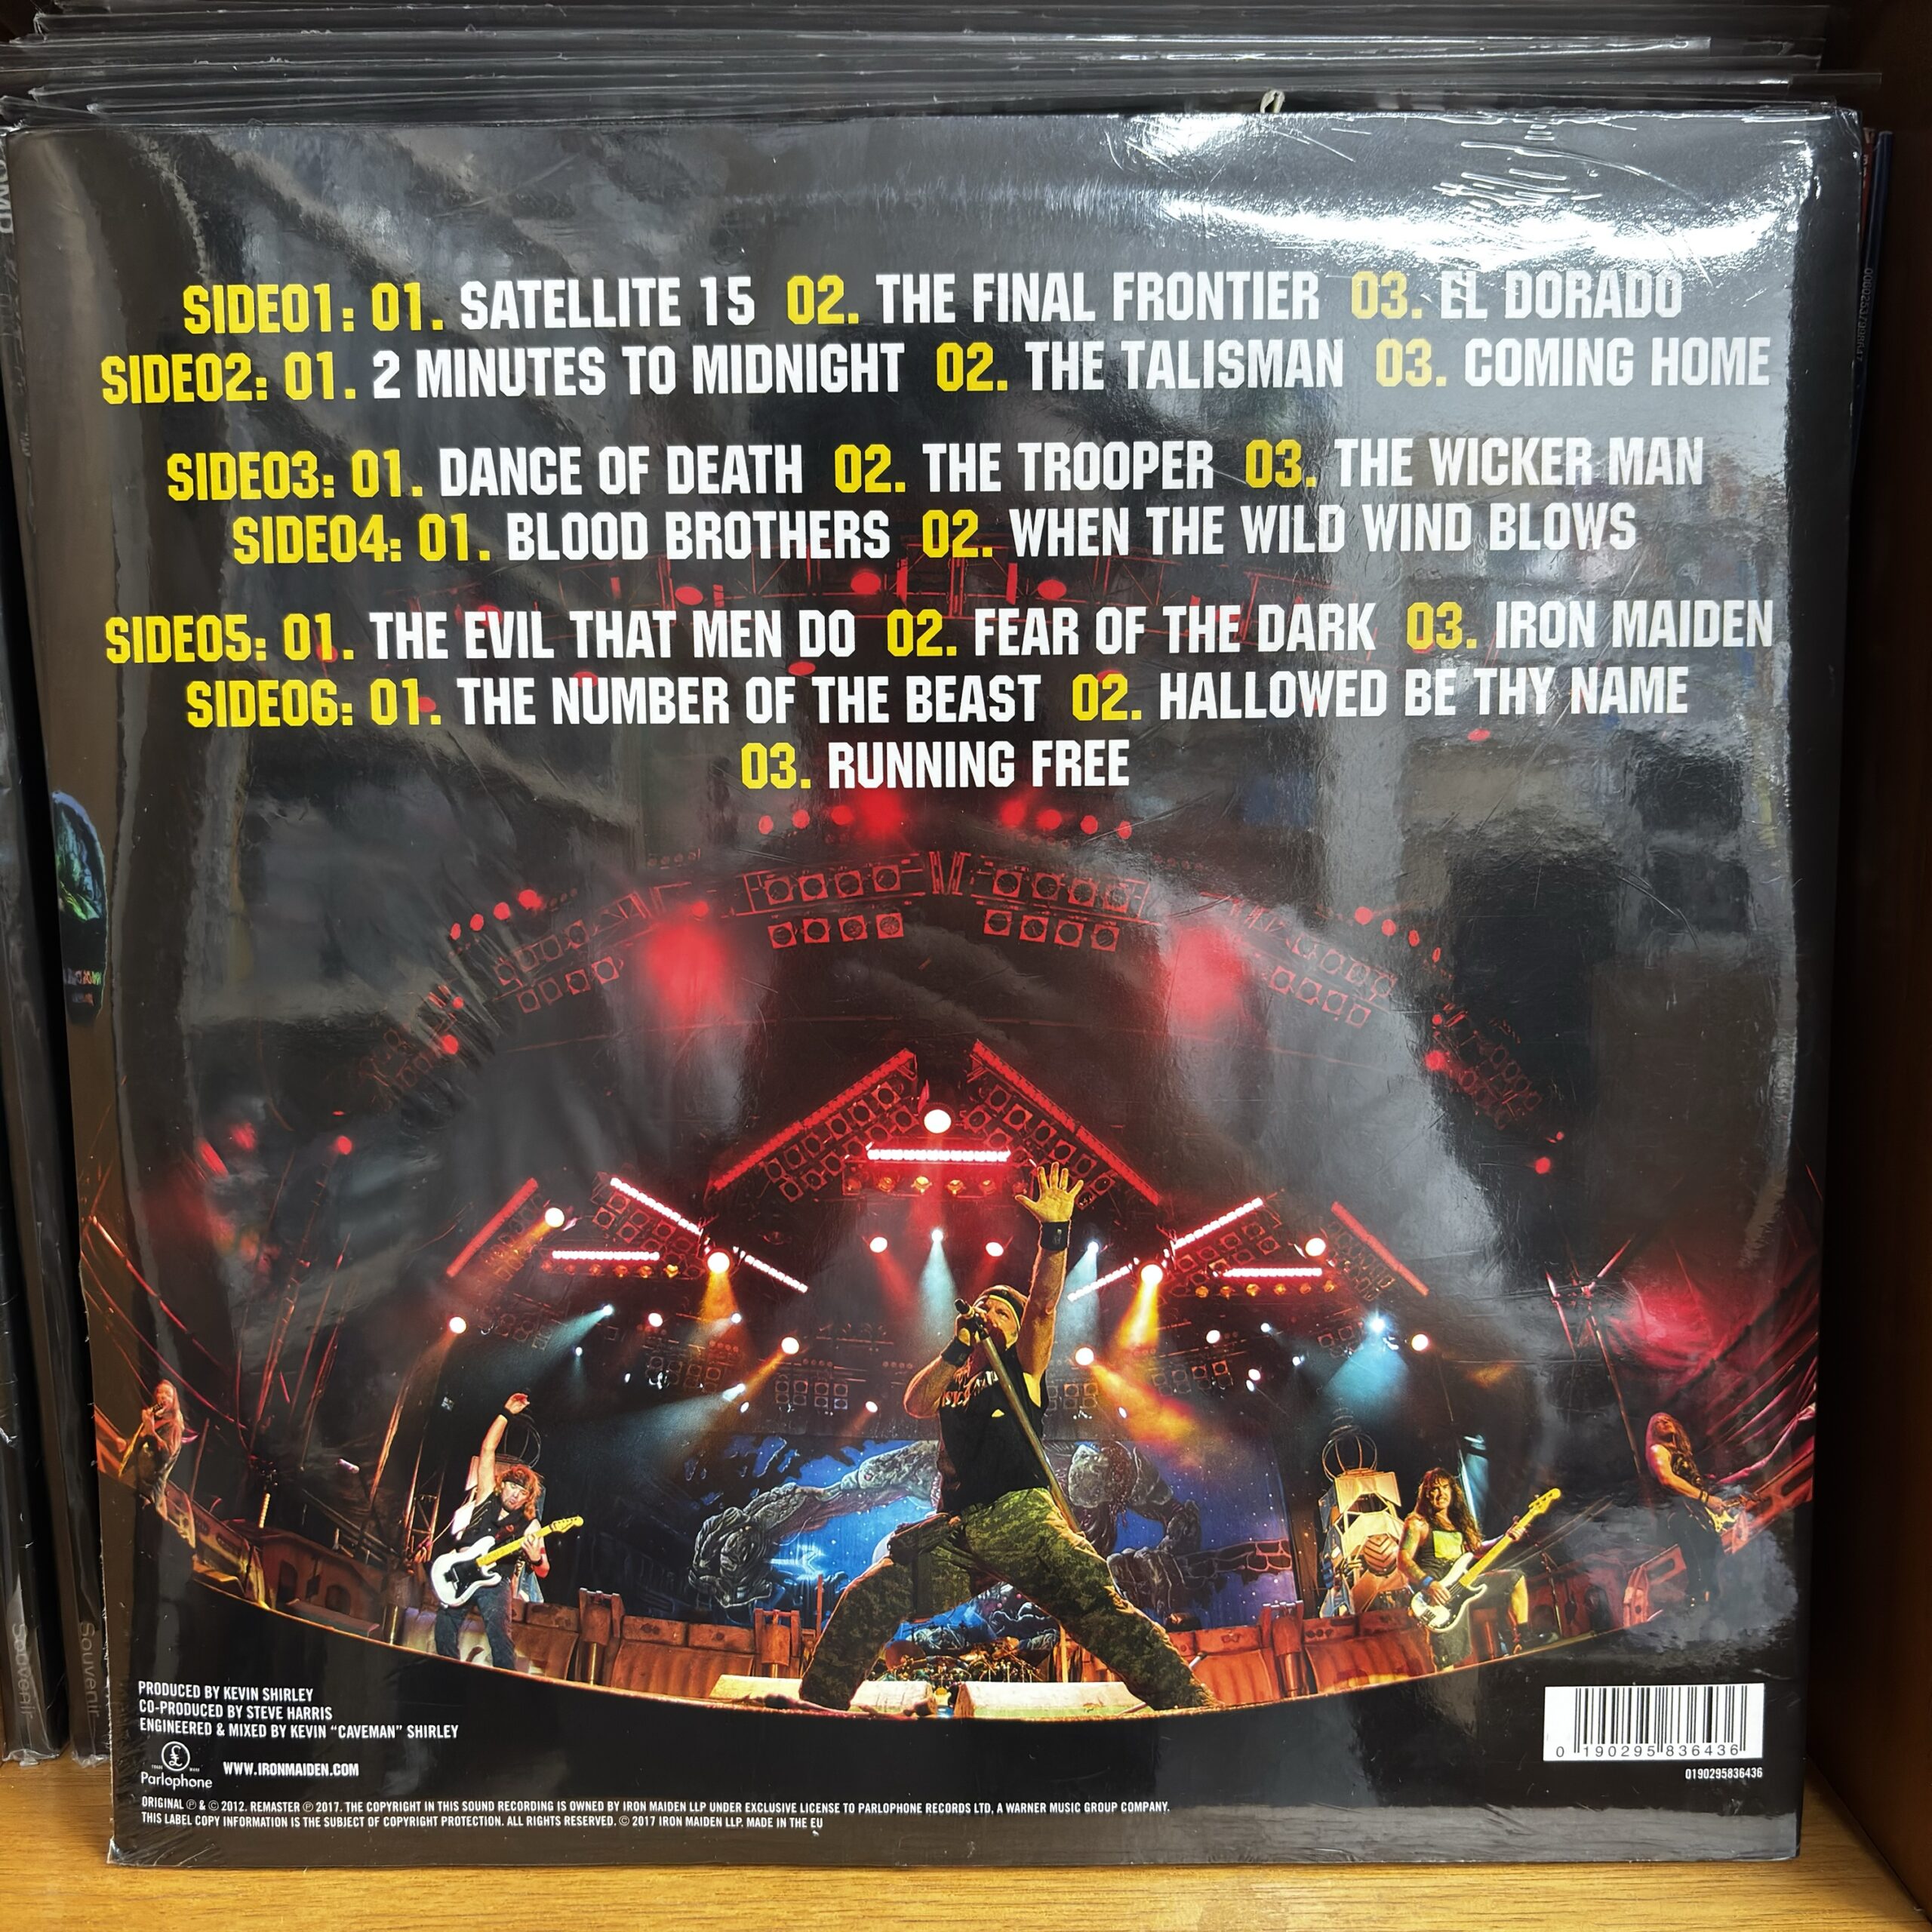 SIDE01: 01. SATELLITE 15 02. THE FINAL FRONTIER 03. EL DORADO
SIDE02: 01. 2 MINUTES TO MIDNIGHT 02. THE TALISMAN 03. COMING HOME
SIDE03: 01. DANCE OF DEATH 02. THE TROOPER 03. THE WICKER MAN
SIDE04: 01. BLOOD BROTHERS 02. WHEN THE WILD WIND BLOWS
SIDE05: 01. THE EVIL THAT MEN DO 02. FEAR OF THE DARK 03. IRON MAIDEN
SIDE06: 01. THE NUMBER OF THE BEAST 02. HALLOWED BE THY NAME
03. RUNNING FREE
PRODUCED BY KEVIN SHIRLEY
CO-PRODUCED BY STEVE HARRIS
ENGINEERED & MIXED BY KEVIN “CAVEMAN” SHIRLEY
£
TRADE MARK
Parlophone
WWW.IRONMAIDEN.COM
ORIGINAL ℗ & © 2012. REMASTER ℗ 2017. THE COPYRIGHT IN THIS SOUND RECORDING IS OWNED BY IRON MAIDEN LLP UNDER EXCLUSIVE LICENSE TO PARLOPHONE RECORDS LTD, A WARNER MUSIC GROUP COMPANY.
THIS LABEL COPY INFORMATION IS THE SUBJECT OF COPYRIGHT PROTECTION. ALL RIGHTS RESERVED. © 2017 IRON MAIDEN LLP. MADE IN THE EU
0 190295 836436
0190295836436
Souvenir
Souvenir